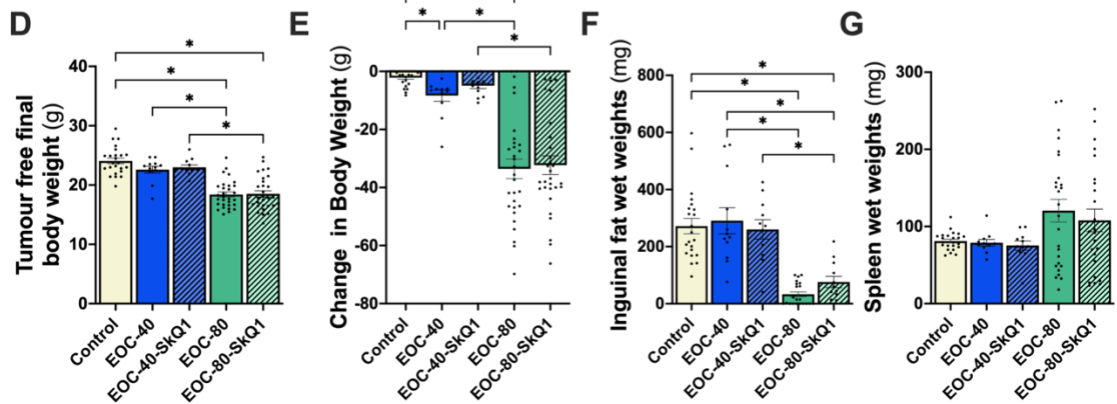 D
*
*
*
*
Tumour free final
body weight (g)
40
30
20
10
0
Control
EOC-40
EOC-40-SkQ1
EOC-80
EOC-80-SkQ1
E
*
*
*
Change in Body Weight (g)
0
-20
-40
-60
-80
Control
EOC-40
EOC-40-SkQ1
EOC-80
EOC-80-SkQ1
F
*
*
*
*
*
Inguinal fat wet weights (mg)
800
600
400
200
0
Control
EOC-40
EOC-40-SkQ1
EOC-80
EOC-80-SkQ1
G
Spleen wet weights (mg)
300
200
100
0
Control
EOC-40
EOC-40-SkQ1
EOC-80
EOC-80-SkQ1